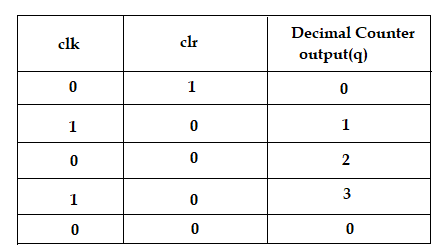 clk clr Decimal Counter
output(q)
0 1 0
1 0 1
0 0 2
1 0 3
0 0 0